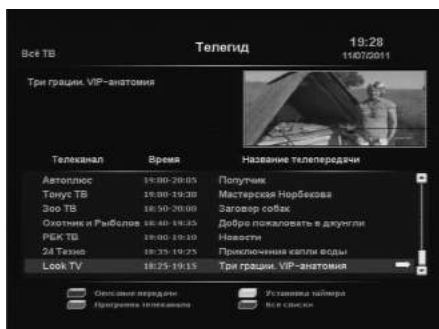 Всё ТВ Телегид 19:28
11/07/2011
Три грации. VIP-анатомия
Телеканал Время Название телепередачи
Автоплюс 19:00-20:05 Попутчик
Тонус ТВ 19:00-19:30 Мастерская Норбекова
Зоо ТВ 18:50-20:00 Заговор собак
Охотник и Рыболов 18:40-19:35 Добро пожаловать в джунгли
РБК ТВ 19:00-19:10 Новости
24 Техно 18:35-19:25 Приключения капли воды
Look TV 18:25-19:15 Три грации. VIP-анатомия
Описание передачи Установка таймера
Программа телеканала Все списки